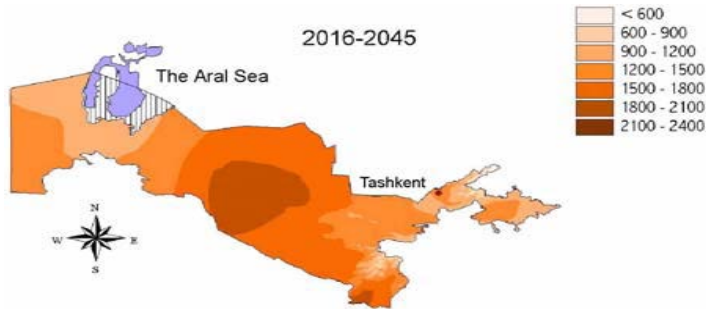 2016-2045
The Aral Sea
Tashkent
N
W E
S
< 600
600 - 900
900 - 1200
1200 - 1500
1500 - 1800
1800 - 2100
2100 - 2400